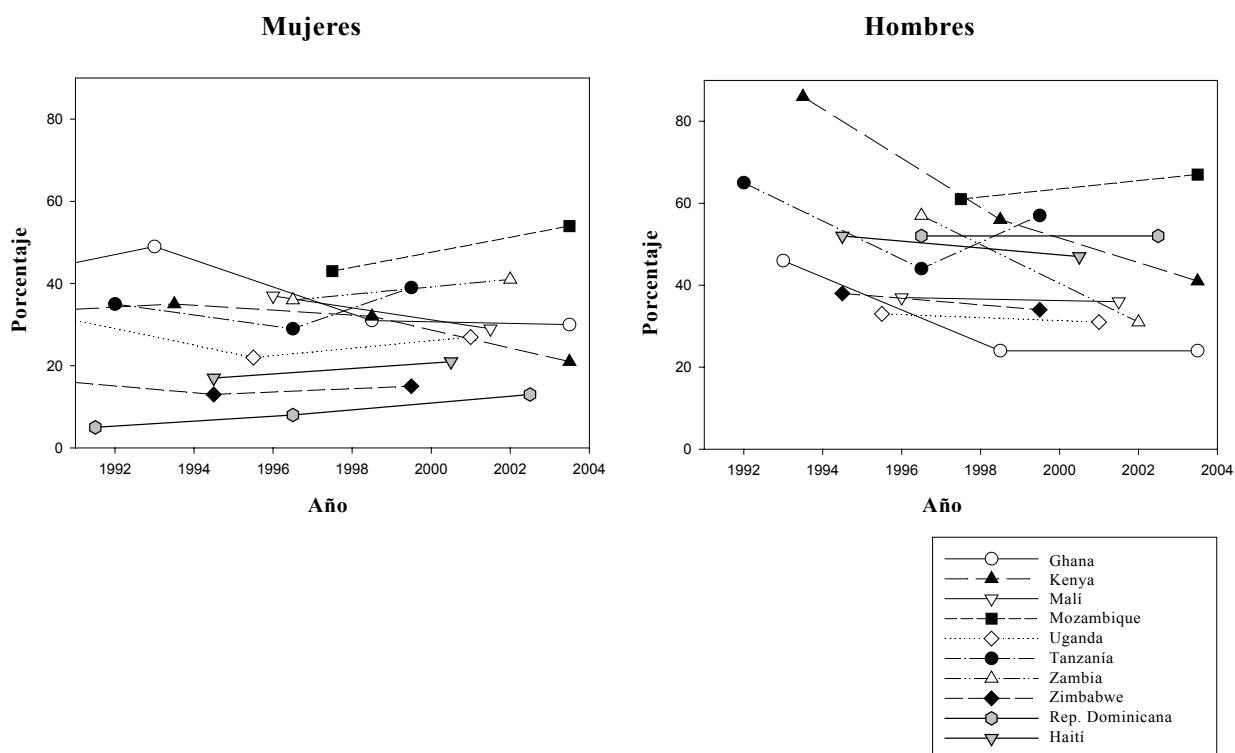 Mujeres
Hombres
Porcentaje
80
60
40
20
0
1992 1994 1996 1998 2000 2002 2004
Año
Porcentaje
80
60
40
20
0
1992 1994 1996 1998 2000 2002 2004
Año
Ghana
Kenya
Malí
Mozambique
Uganda
Tanzanía
Zambia
Zimbabwe
Rep. Dominicana
Haití